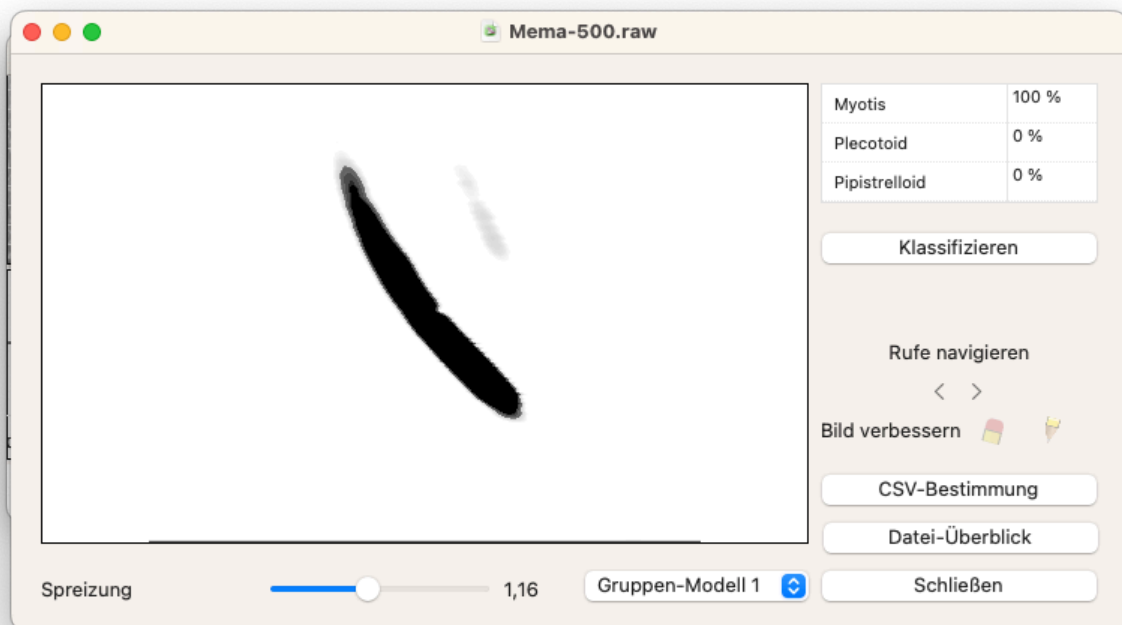 Mema-500.raw
Myotis 100 %
Plecotoid 0 %
Pipistrelloid 0 %
Klassifizieren
Rufe navigieren
< >
Bild verbessern
CSV-Bestimmung
Datei-Überblick
Spreizung 1,16 Gruppen-Modell 1 Schließen